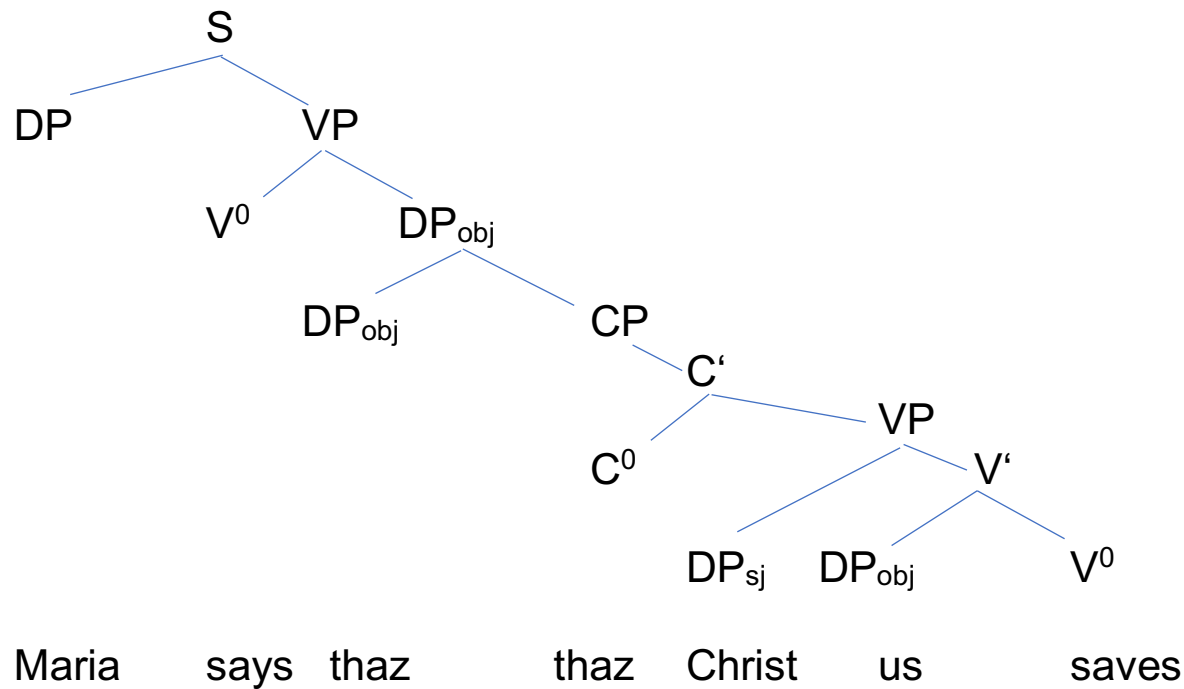 S
DP VP
V⁰ DPobj
DPobj CP
C‘
VP
C⁰ V‘
DPsj DPobj V⁰
Maria says thaz thaz Christ us saves